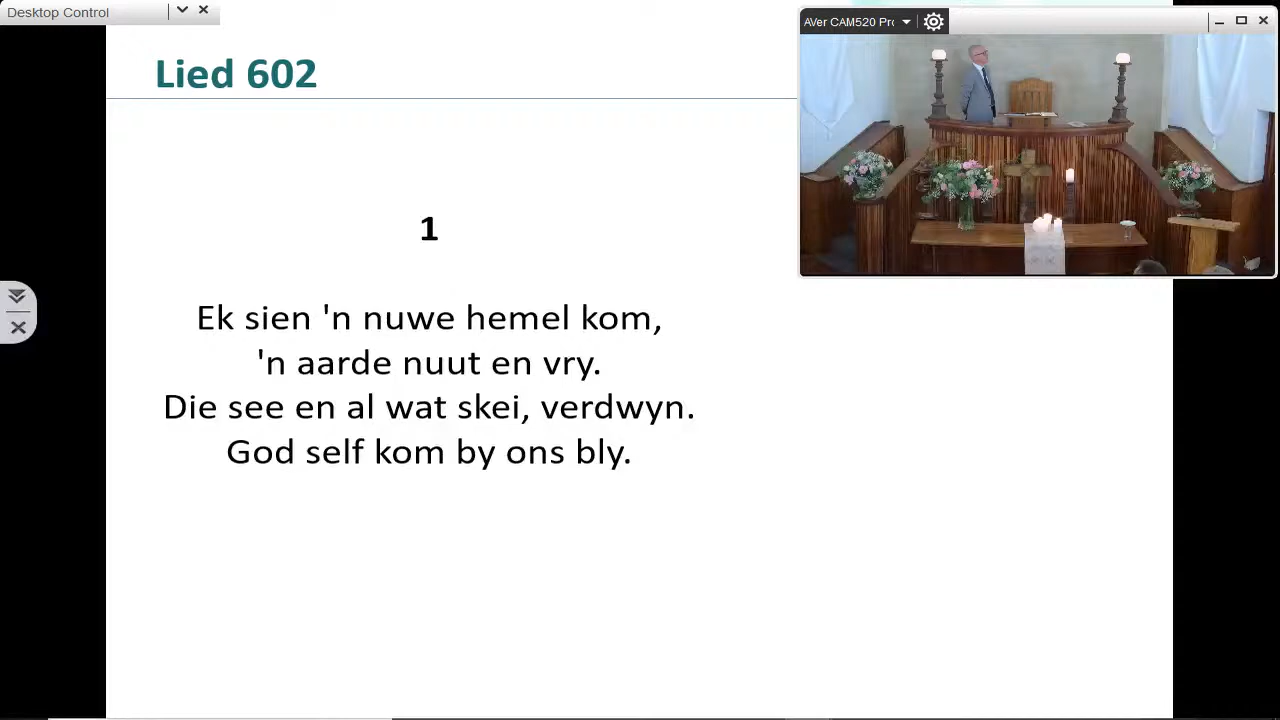 Desktop Control
AVer CAM520 Pro
Lied 602
1
Ek sien 'n nuwe hemel kom,
'n aarde nuut en vry.
Die see en al wat skei, verdwyn.
God self kom by ons bly.